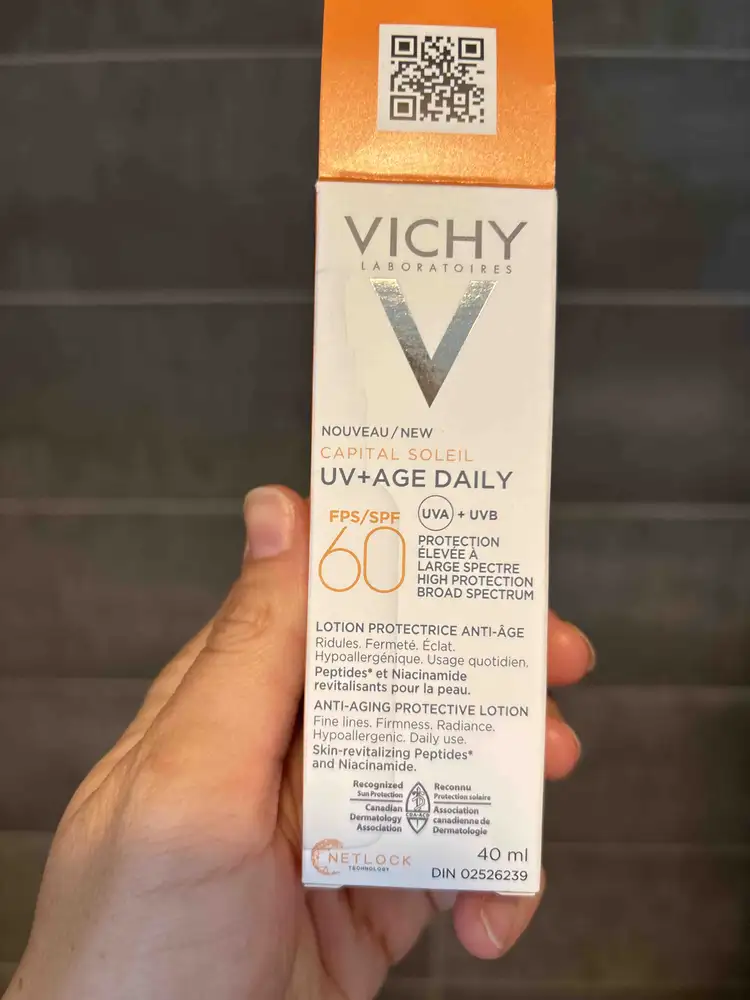 VICHY
LABORATOIRES
NOUVEAU/NEW
CAPITAL SOLEIL
UV+AGE DAILY
FPS/SPF
60
UVA + UVB
PROTECTION
ÉLEVÉE À
LARGE SPECTRE
HIGH PROTECTION
BROAD SPECTRUM
LOTION PROTECTRICE ANTI-ÂGE
Ridules. Fermeté. Éclat.
Hypoallergénique. Usage quotidien.
Peptides* et Niacinamide
revitalisants pour la peau.
ANTI-AGING PROTECTIVE LOTION
Fine lines. Firmness. Radiance.
Hypoallergenic. Daily use.
Skin-revitalizing Peptides*
and Niacinamide.
Recognized
Sun Protection
Canadian
Dermatology
Association
Reconnu
Protection solaire
Association
canadienne de
Dermatologie
NETLOCK
TECHNOLOGY
40 ml
DIN 02526239